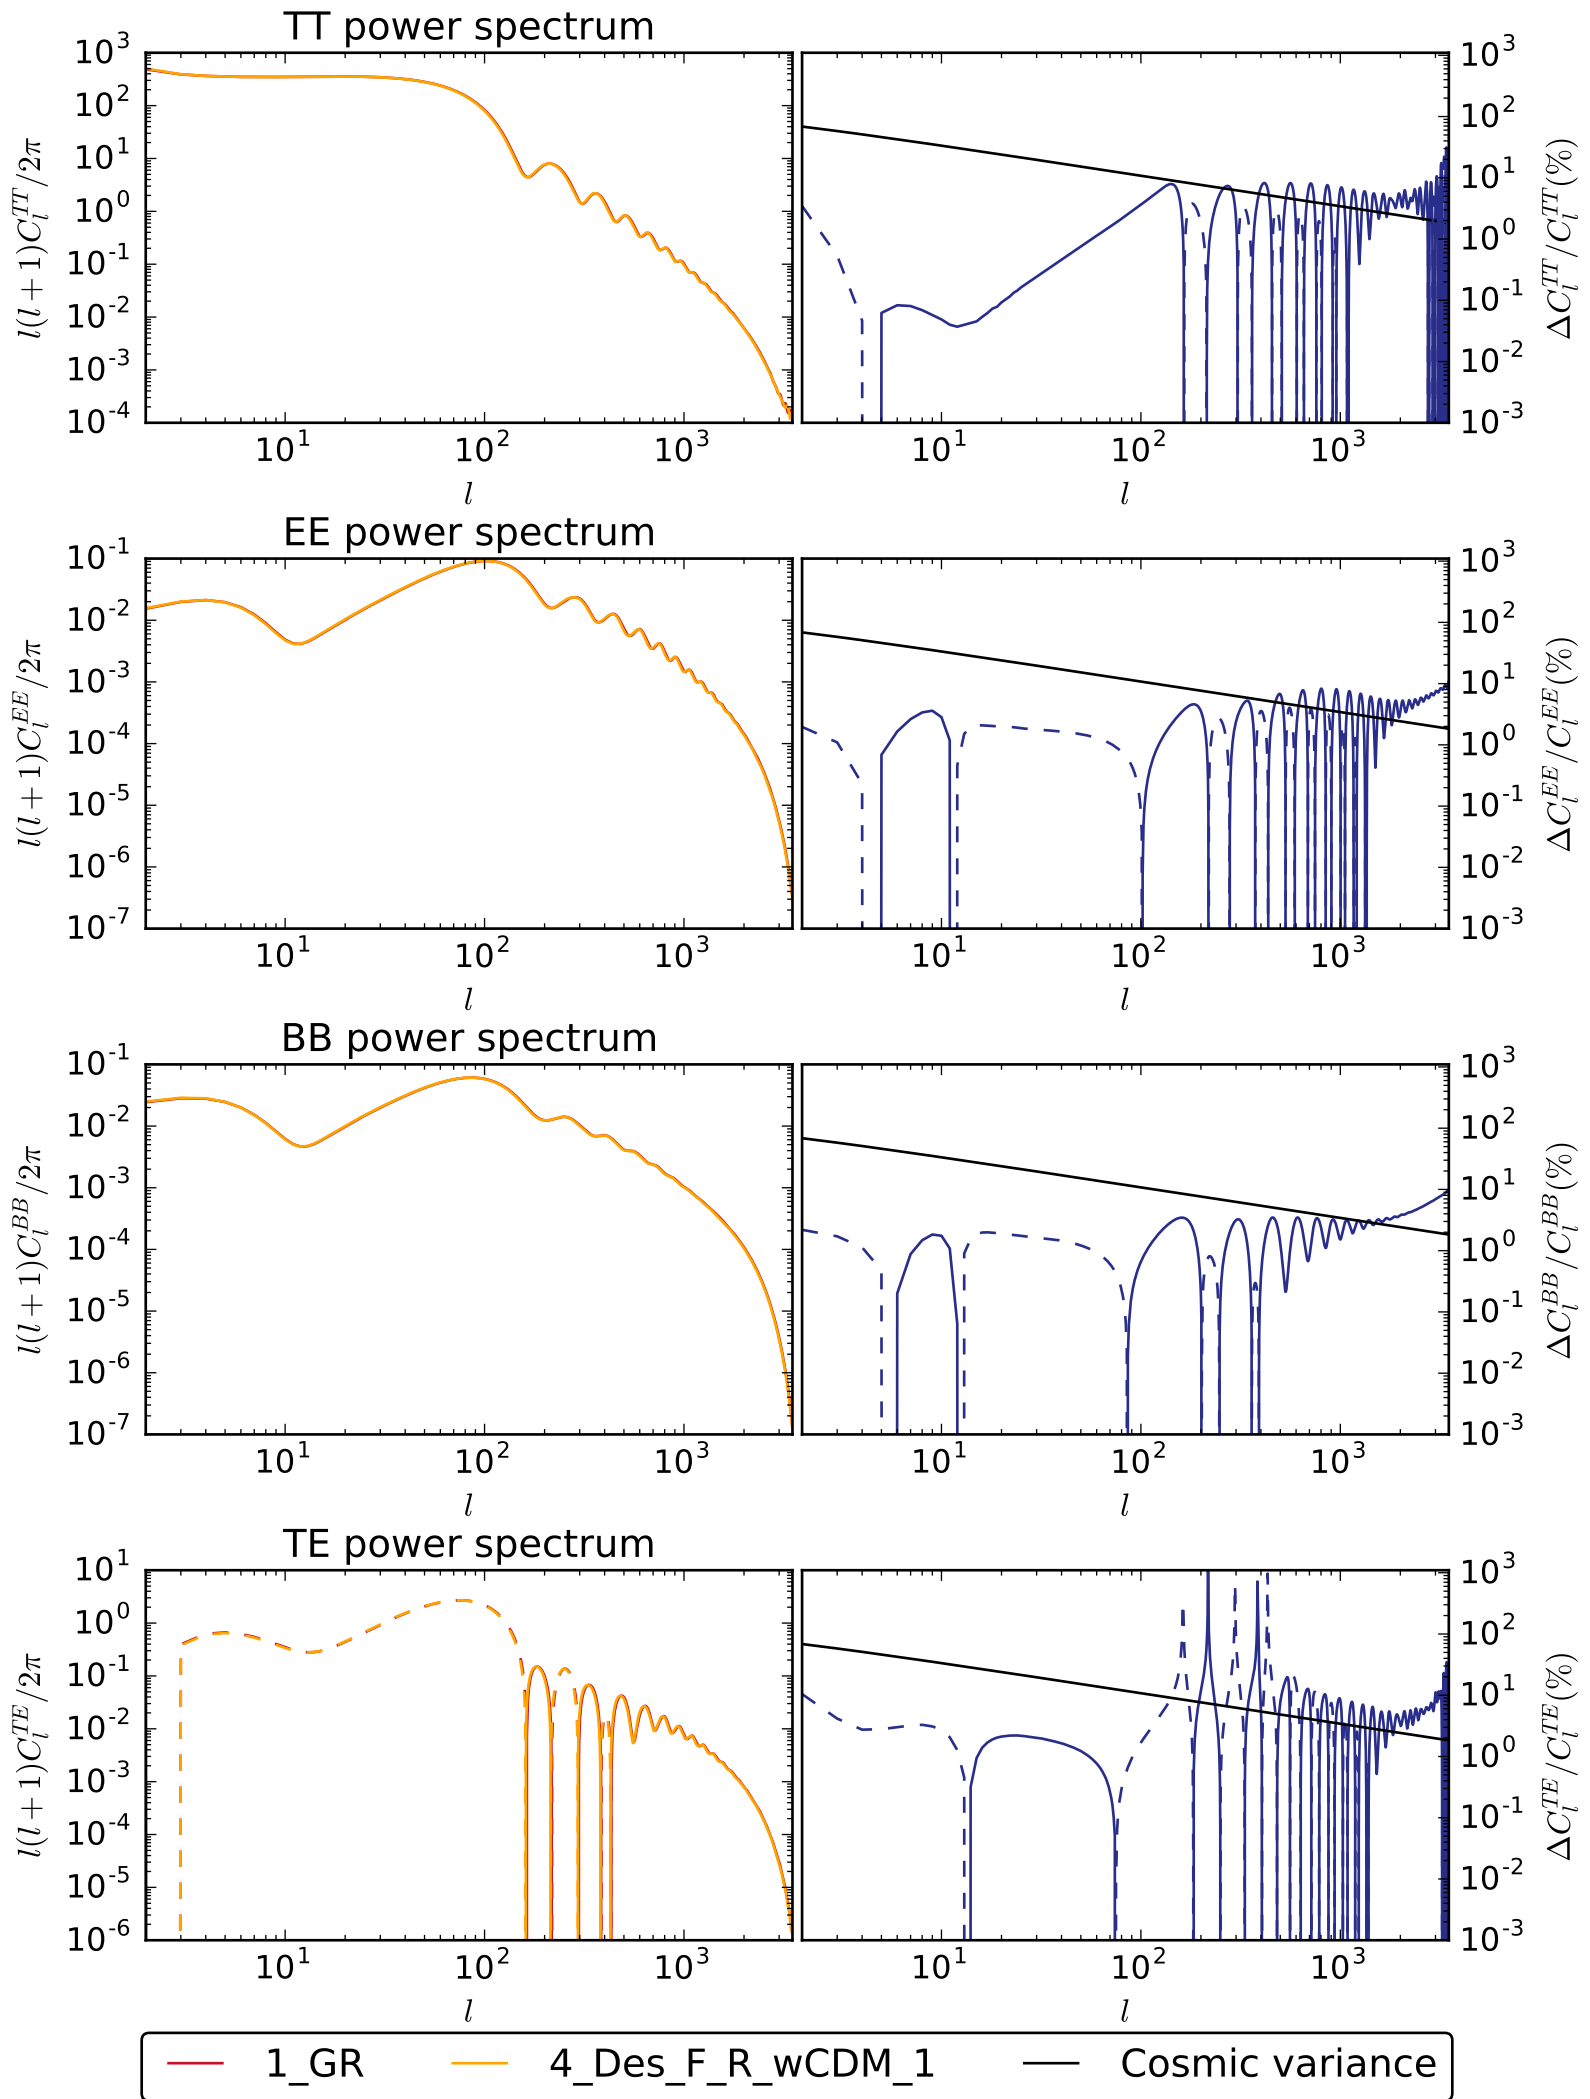 TT power spectrum
10^3
10^2
10^1
10^0
10^-1
10^-2
10^-3
10^-4
l(l + 1)C_l^{TT}/2π
10^1 10^2 10^3
l
10^3
10^2
10^1
10^0
10^-1
10^-2
10^-3
ΔC_l^{TT}/C_l^{TT}(%)
10^1 10^2 10^3
l
EE power spectrum
10^-1
10^-2
10^-3
10^-4
10^-5
10^-6
10^-7
l(l + 1)C_l^{EE}/2π
10^1 10^2 10^3
l
10^3
10^2
10^1
10^0
10^-1
10^-2
10^-3
ΔC_l^{EE}/C_l^{EE}(%)
10^1 10^2 10^3
l
BB power spectrum
10^-1
10^-2
10^-3
10^-4
10^-5
10^-6
10^-7
l(l + 1)C_l^{BB}/2π
10^1 10^2 10^3
l
10^3
10^2
10^1
10^0
10^-1
10^-2
10^-3
ΔC_l^{BB}/C_l^{BB}(%)
10^1 10^2 10^3
l
TE power spectrum
10^1
10^0
10^-1
10^-2
10^-3
10^-4
10^-5
10^-6
l(l + 1)C_l^{TE}/2π
10^1 10^2 10^3
l
10^3
10^2
10^1
10^0
10^-1
10^-2
10^-3
ΔC_l^{TE}/C_l^{TE}(%)
10^1 10^2 10^3
l
1_GR 4_Des_F_R_wCDM_1 Cosmic variance